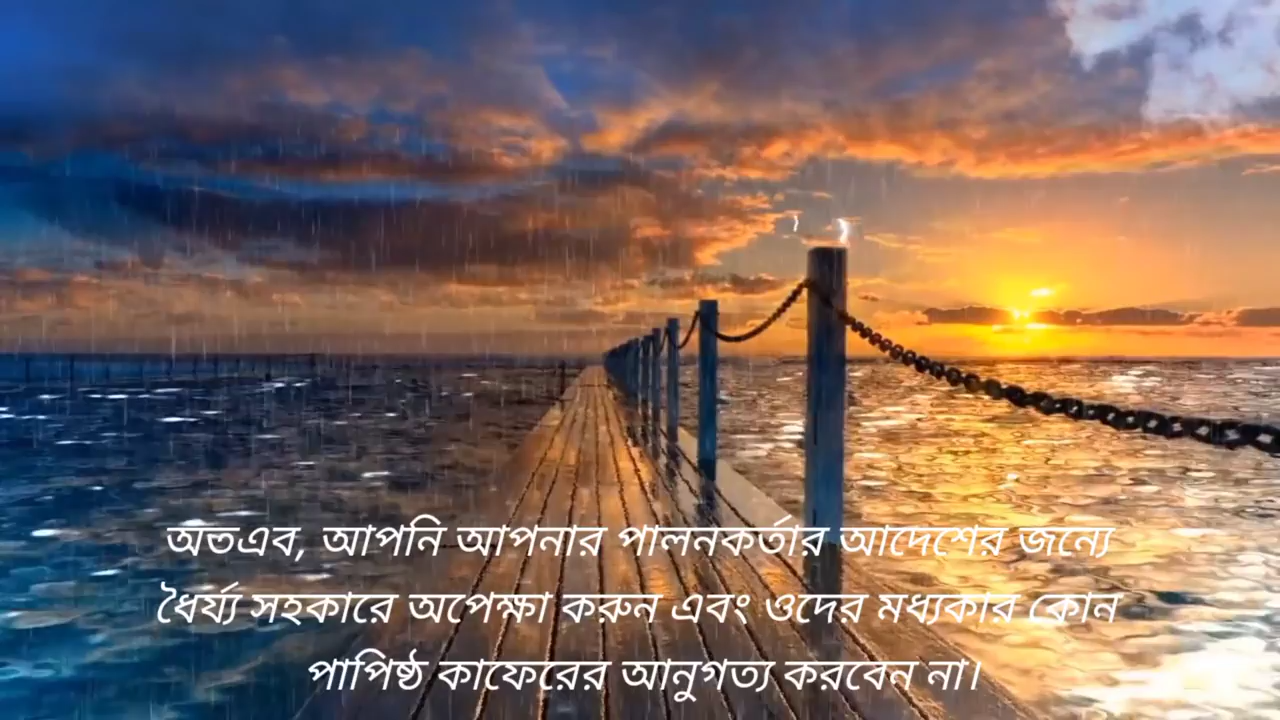 অতএব, আপনি আপনার পালনকর্তার আদেশের জন্যে
ধৈর্য্য সহকারে অপেক্ষা করুন এবং ওদের মধ্যকার কোন
পাপিষ্ঠ কাফেরের আনুগত্য করবেন না।